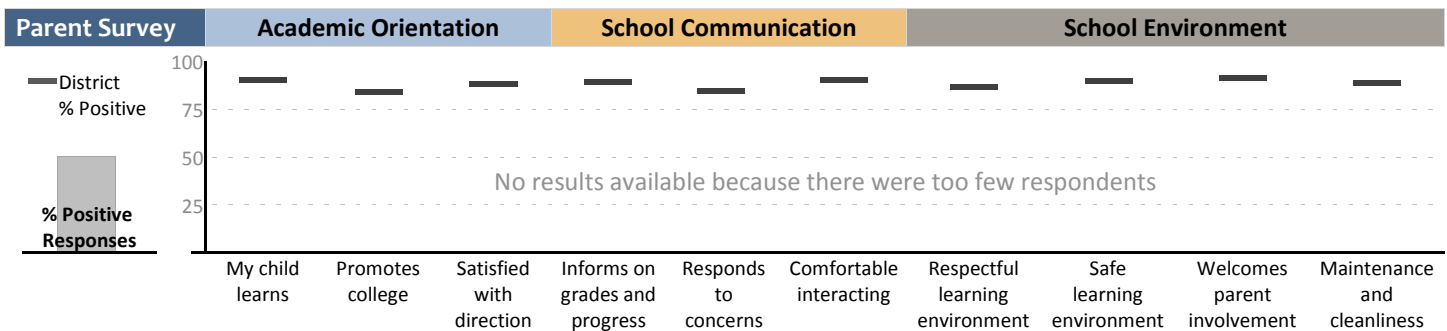 Parent Survey
Academic Orientation
School Communication
School Environment
District
% Positive
% Positive
Responses
100
75
50
25
No results available because there were too few respondents
My child
learns
Promotes
college
Satisfied
with
direction
Informs on
grades and
progress
Responds
to
concerns
Comfortable
interacting
Respectful
learning
environment
Safe
learning
environment
Welcomes
parent
involvement
Maintenance
and
cleanliness